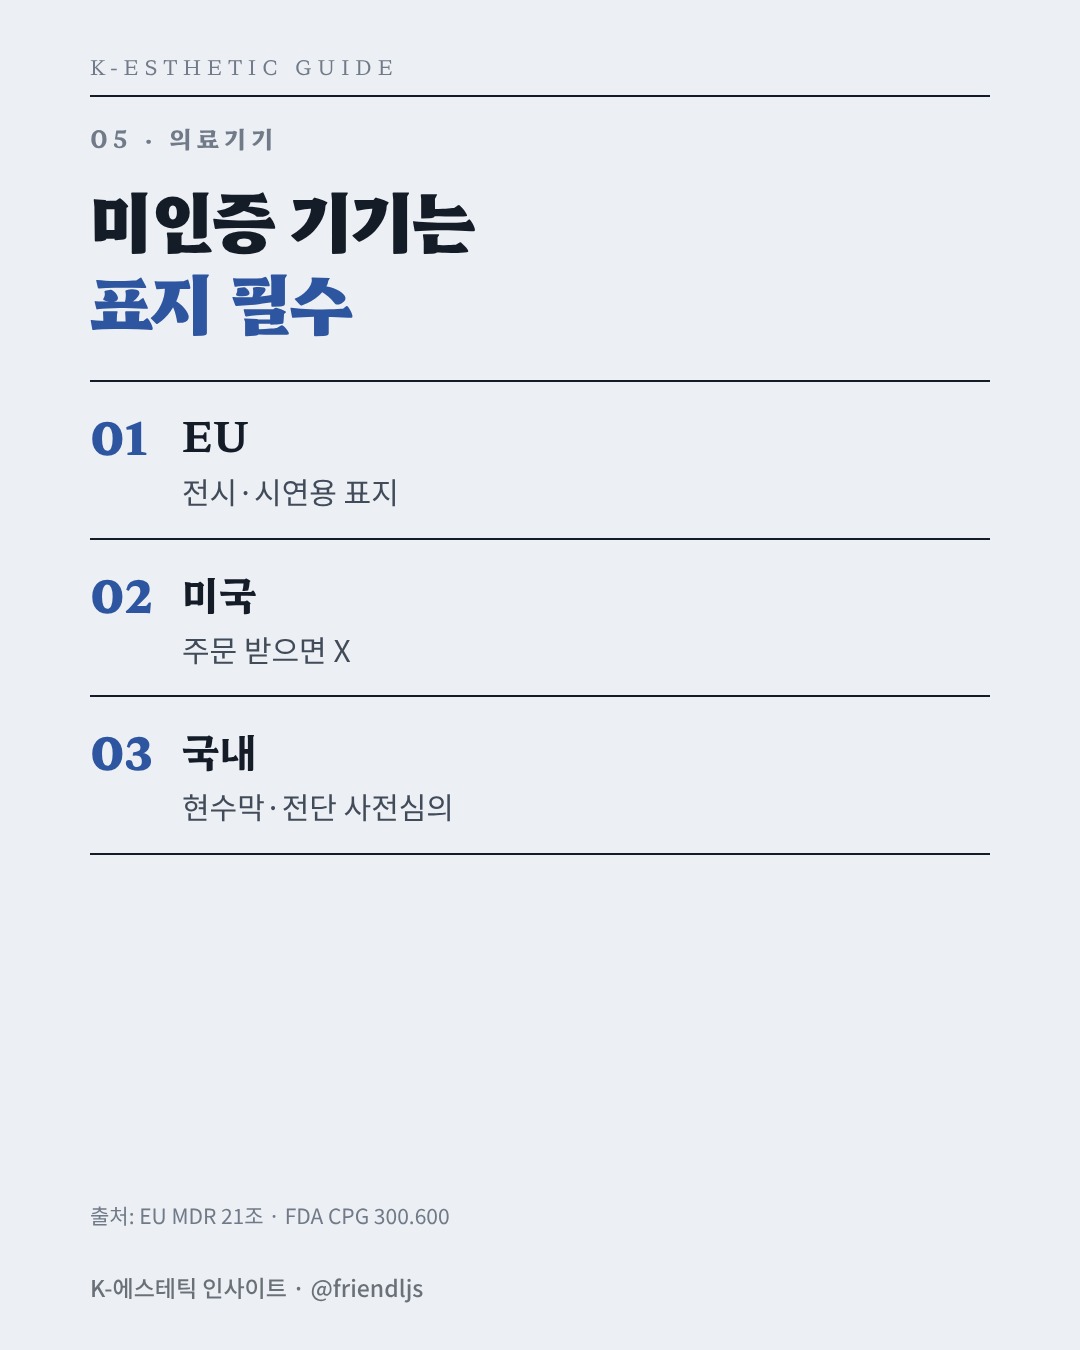 K-ESTHETIC GUIDE
05 · 의료기기
미인증 기기는
표지 필수
01 EU
전시·시연용 표지
02 미국
주문 받으면 X
03 국내
현수막·전단 사전심의
출처: EU MDR 21조 · FDA CPG 300.600
K-에스테틱 인사이트 · @friendljs